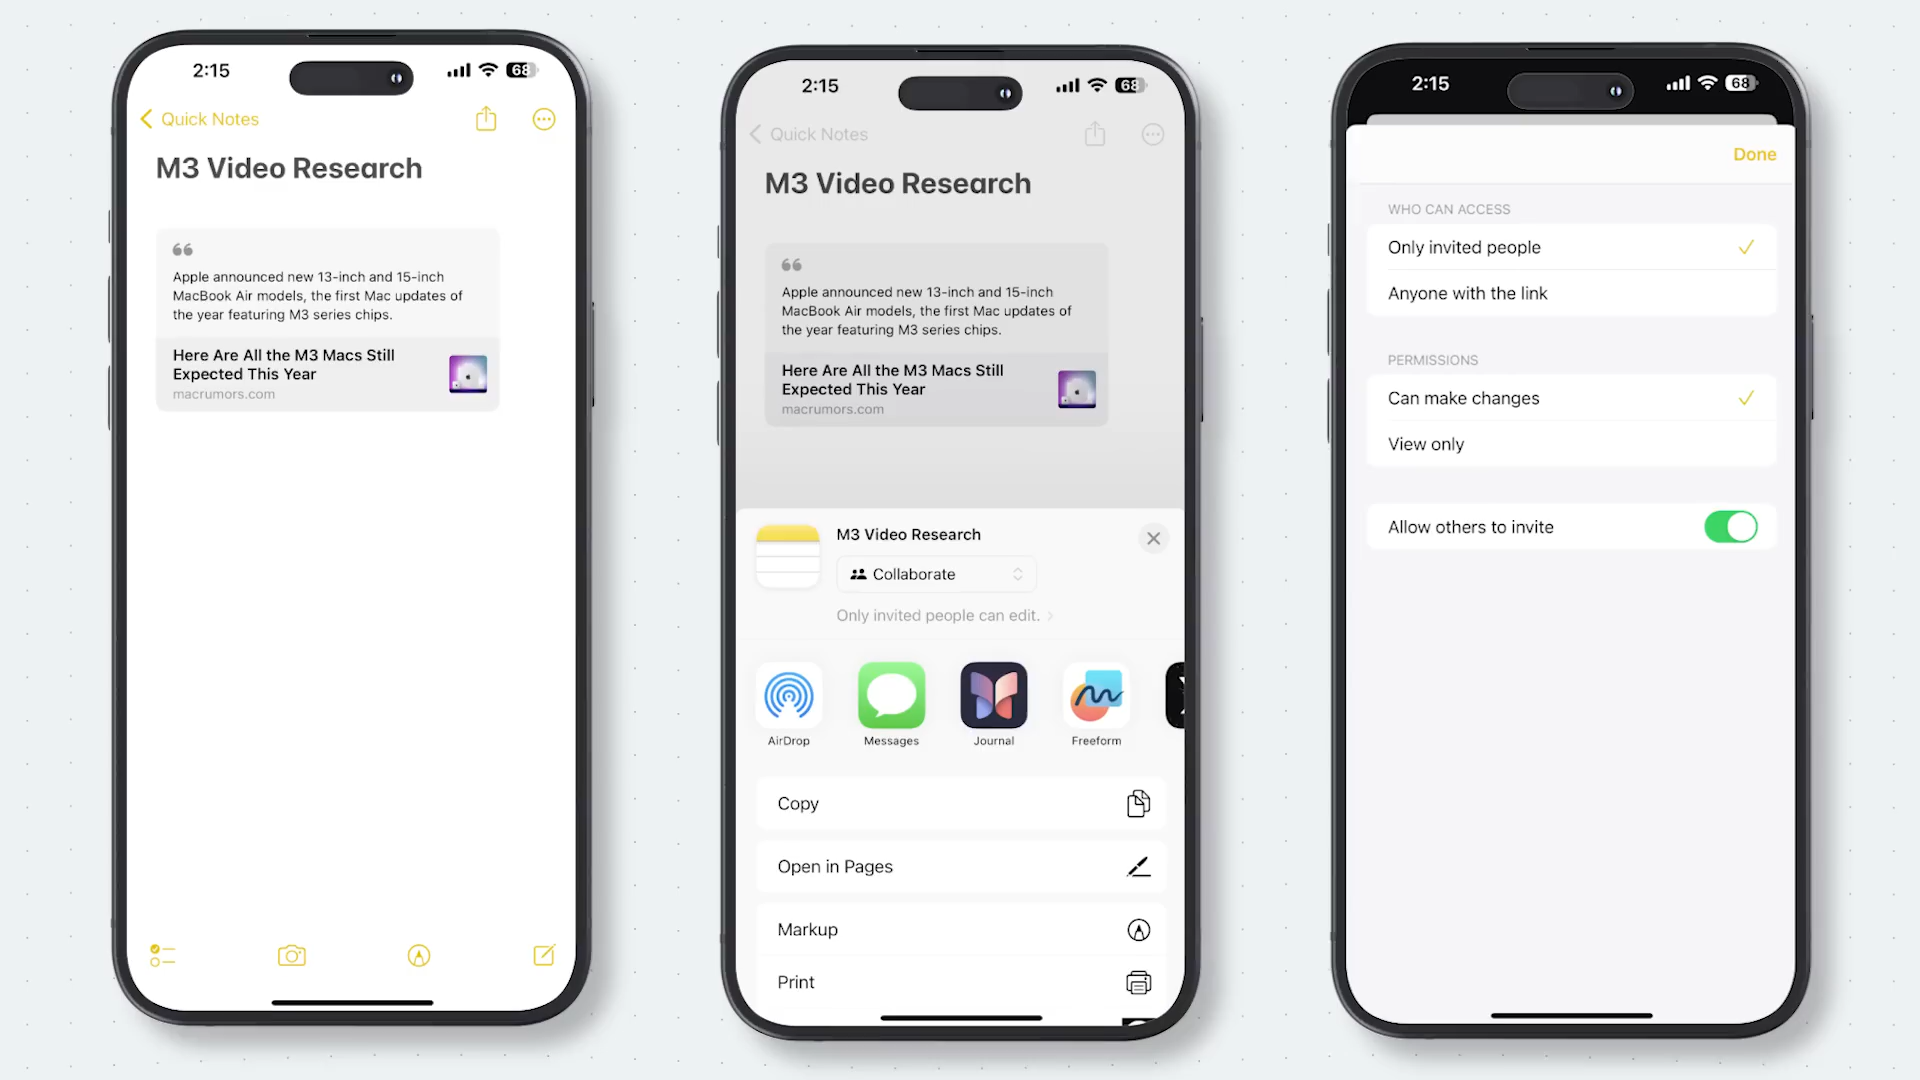 2:15
68
Quick Notes
M3 Video Research
Apple announced new 13-inch and 15-inch
MacBook Air models, the first Mac updates of
the year featuring M3 series chips.
Here Are All the M3 Macs Still
Expected This Year
macrumors.com
2:15
68
Quick Notes
M3 Video Research
Apple announced new 13-inch and 15-inch
MacBook Air models, the first Mac updates of
the year featuring M3 series chips.
Here Are All the M3 Macs Still
Expected This Year
macrumors.com
M3 Video Research
Collaborate
Only invited people can edit.
AirDrop
Messages
Journal
Freeform
Copy
Open in Pages
Markup
Print
2:15
68
Done
WHO CAN ACCESS
Only invited people
Anyone with the link
PERMISSIONS
Can make changes
View only
Allow others to invite